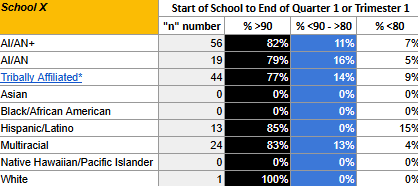 School X Start of School to End of Quarter 1 or Trimester 1
"n" number % >90 % <90 - >80 % <80
AI/AN+ 56 82% 11% 7%
AI/AN 19 79% 16% 5%
Tribally Affiliated* 44 77% 14% 9%
Asian 0% 0% 0%
Black/African American 0% 0% 0%
Hispanic/Latino 13 85% 0% 15%
Multiracial 24 83% 13% 4%
Native Hawaiian/Pacific Islander 0% 0% 0%
White 1 100% 0% 0%